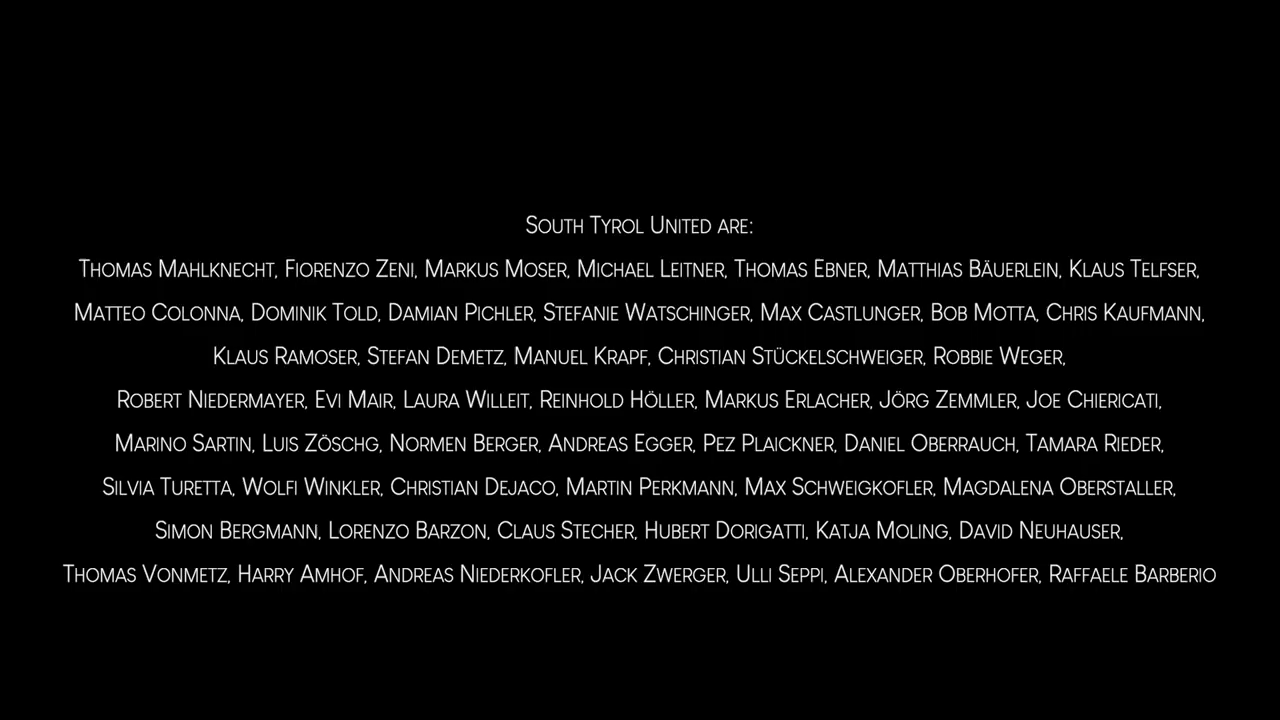 South Tyrol United are:
Thomas Mahlknecht, Fiorenzo Zeni, Markus Moser, Michael Leitner, Thomas Ebner, Matthias Bäuerlein, Klaus Telfser,
Matteo Colonna, Dominik Told, Damian Pichler, Stefanie Watschinger, Max Castlunger, Bob Motta, Chris Kaufmann,
Klaus Ramoser, Stefan Demetz, Manuel Krapf, Christian Stückelschweiger, Robbie Weger,
Robert Niedermayer, Evi Mair, Laura Willeit, Reinhold Höller, Markus Erlacher, Jörg Zemmler, Joe Chiericati,
Marino Sartin, Luis Zöschg, Normen Berger, Andreas Egger, Pez Plaickner, Daniel Oberrauch, Tamara Rieder,
Silvia Turetta, Wolfi Winkler, Christian Dejaco, Martin Perkmann, Max Schweigkofler, Magdalena Oberstaller,
Simon Bergmann, Lorenzo Barzon, Claus Stecher, Hubert Dorigatti, Katja Moling, David Neuhauser,
Thomas Vonmetz, Harry Amhof, Andreas Niederkofler, Jack Zwerger, Ulli Seppi, Alexander Oberhofer, Raffaele Barberio